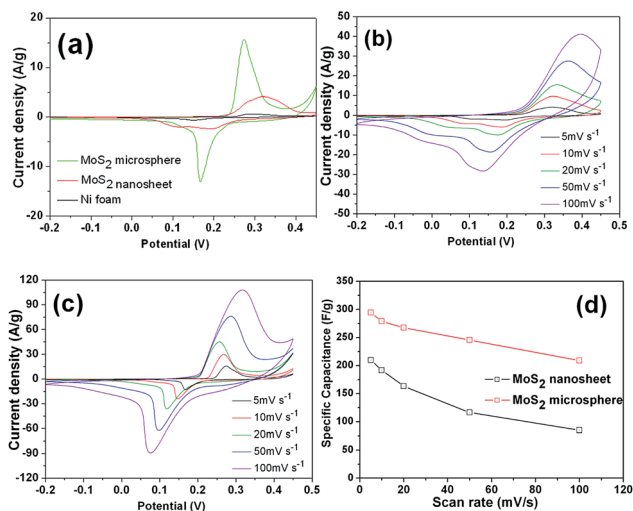 (a)
Current density (A/g)
20
10
0
-10
-20
MoS2 microsphere
MoS2 nanosheet
Ni foam
-0.2 -0.1 0.0 0.1 0.2 0.3 0.4
Potential (V)
(b)
Current density (A/g)
50
40
30
20
10
0
-10
-20
-30
-40
-50
5mV s-1
10mV s-1
20mV s-1
50mV s-1
100mV s-1
-0.2 -0.1 0.0 0.1 0.2 0.3 0.4 0.5
Potential (V)
(c)
Current density (A/g)
120
90
60
30
0
-30
-60
-90
-120
5mV s-1
10mV s-1
20mV s-1
50mV s-1
100mV s-1
-0.2 -0.1 0.0 0.1 0.2 0.3 0.4 0.5
Potential (V)
(d)
Specific Capacitance (F/g)
350
300
250
200
150
100
50
0
MoS2 nanosheet
MoS2 microsphere
0 20 40 60 80 100 120
Scan rate (mV/s)